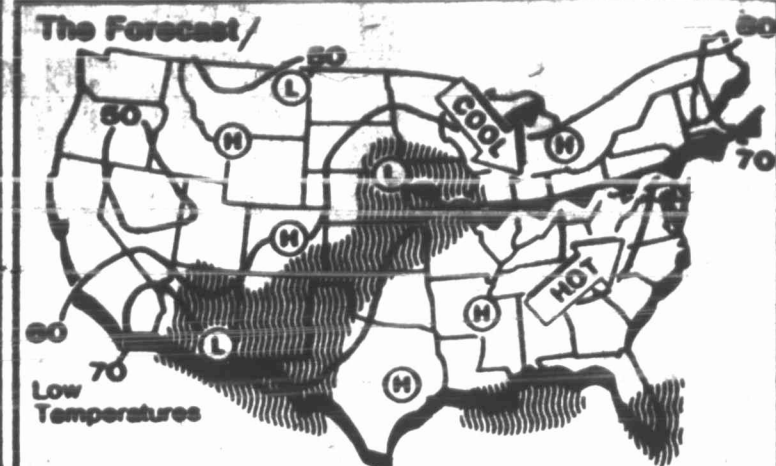 The Forecast
50
80
L
COOL
50
H
H
L
70
H
HOT
H
60
L
70
H
Low
Temperatures